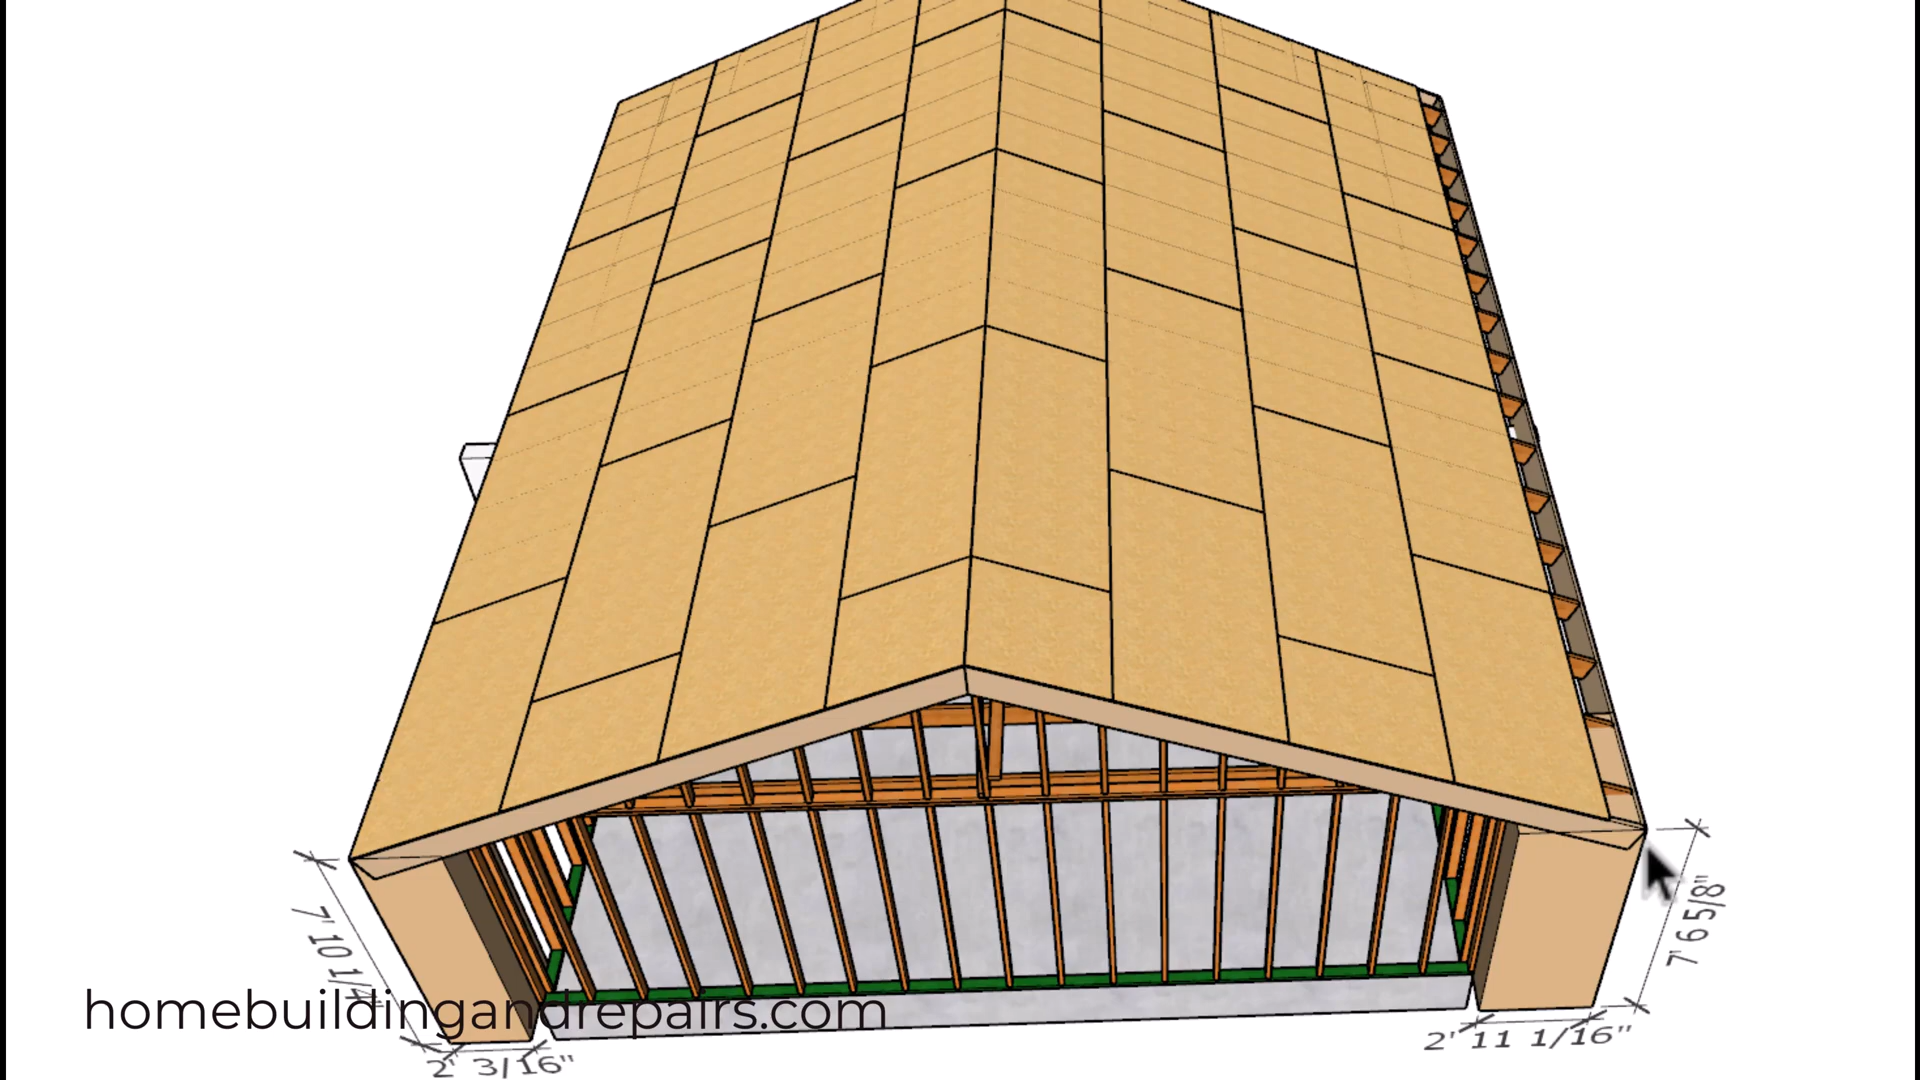 7' 10 1/4
7' 6 5/8"
homebuildingandrepairs.com
2' 3/16"
2' 11 1/16"